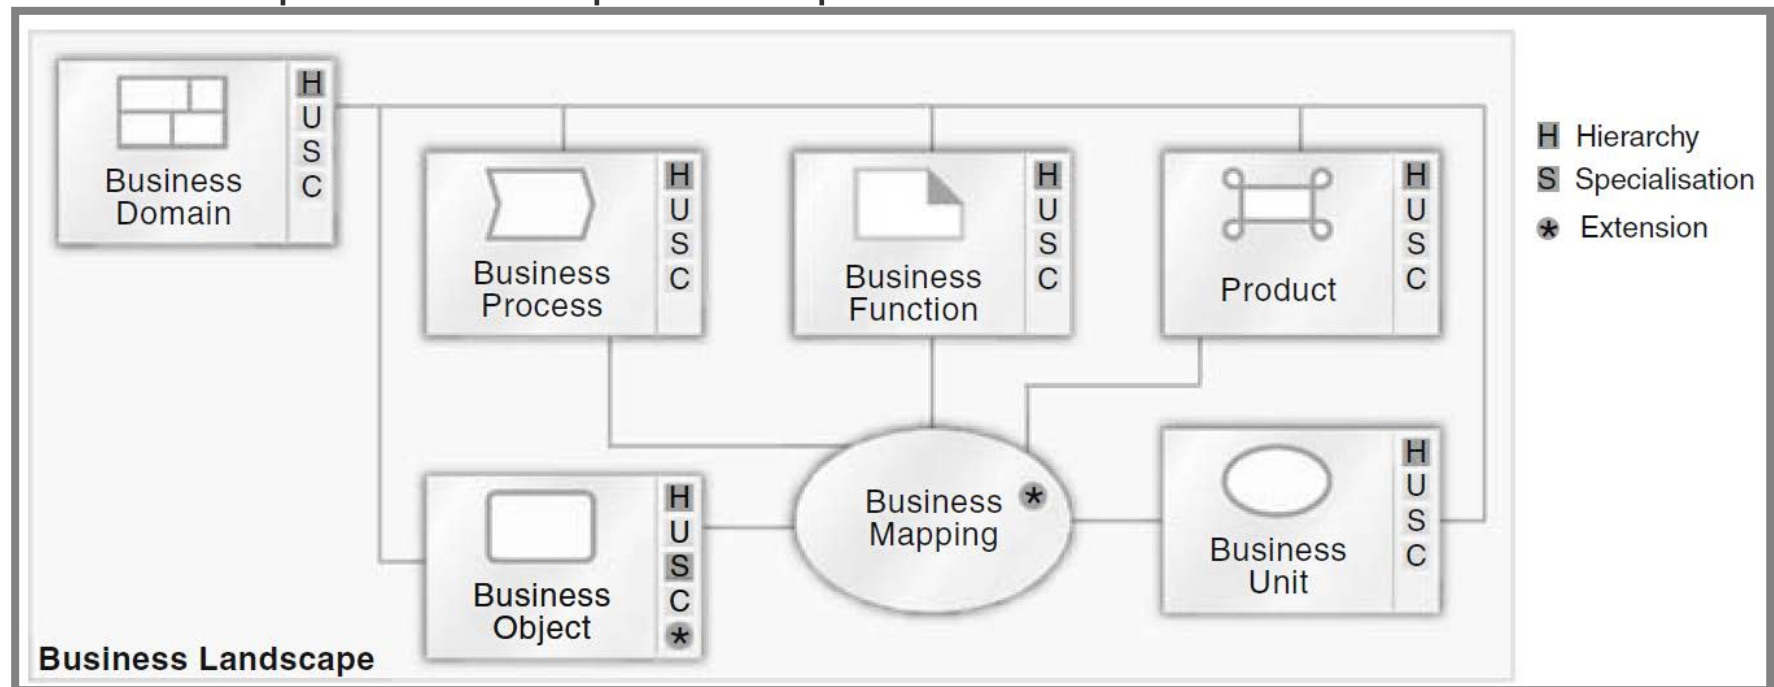 H
U
S
C
Business
Domain
H
U
S
C
Business
Process
H
U
S
C
Business
Function
H
U
S
C
Product
H Hierarchy
S Specialisation
* Extension
H
U
S
C
*
Business
Object
Business *
Mapping
H
U
S
C
Business
Unit
Business Landscape